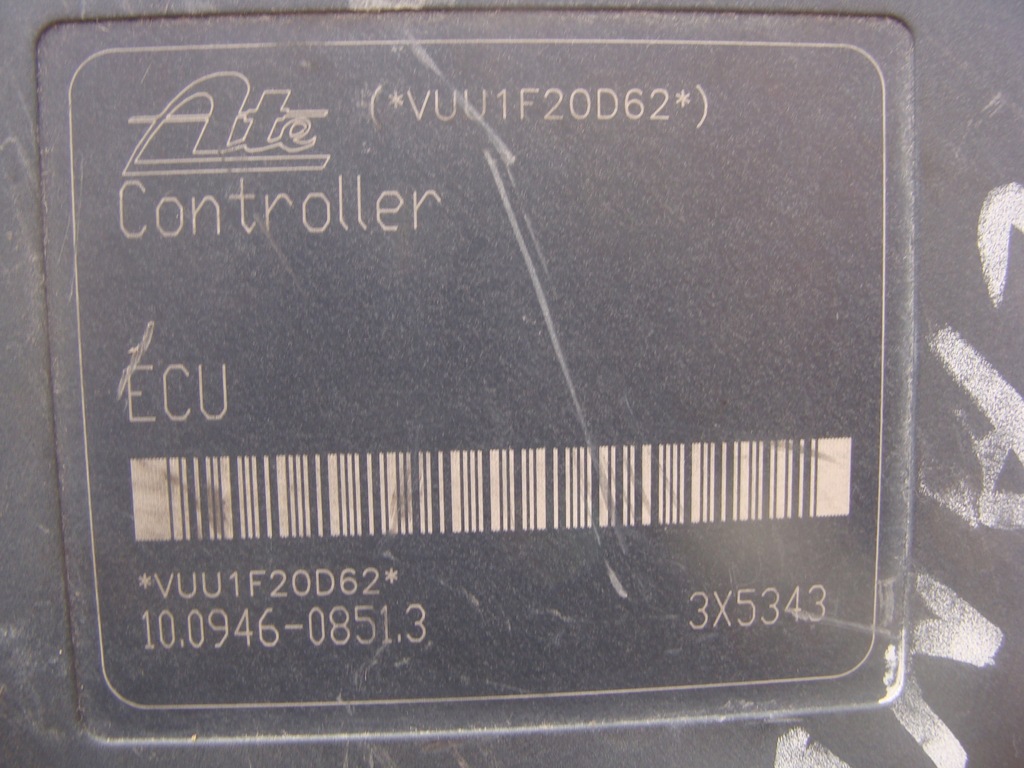 Ate (*VUU1F20D62*)
Controller
ECU
*VUU1F20D62*
10.0946-0851.3 3X5343